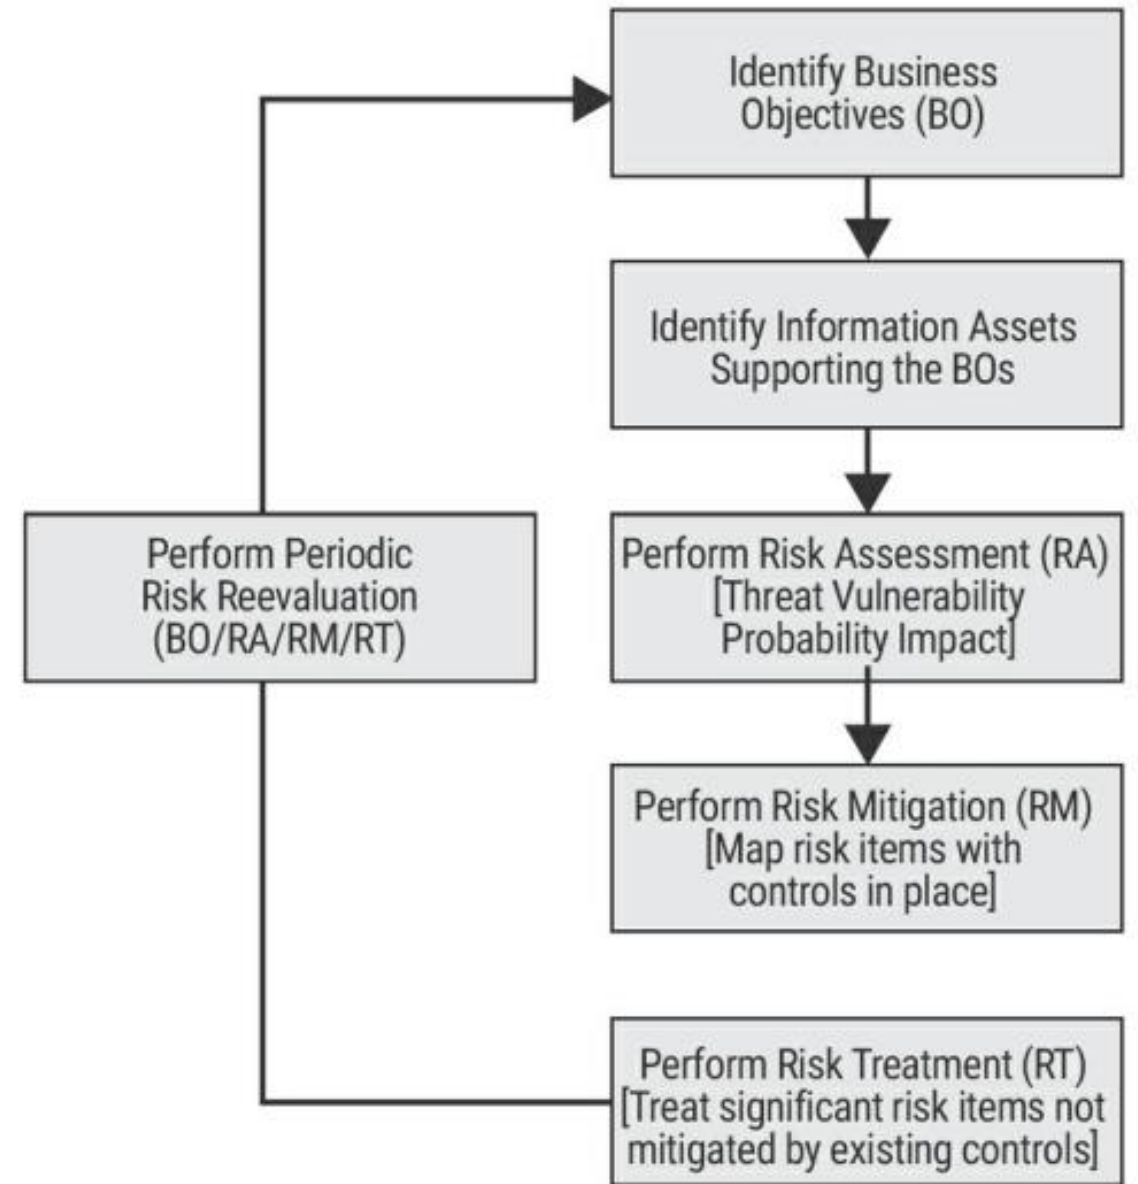 Identify Business
Objectives (BO)
Identify Information Assets
Supporting the BOs
Perform Risk Assessment (RA)
[Threat Vulnerability
Probability Impact]
Perform Risk Mitigation (RM)
[Map risk items with
controls in place]
Perform Risk Treatment (RT)
[Treat significant risk items not
mitigated by existing controls]
Perform Periodic
Risk Reevaluation
(BO/RA/RM/RT)